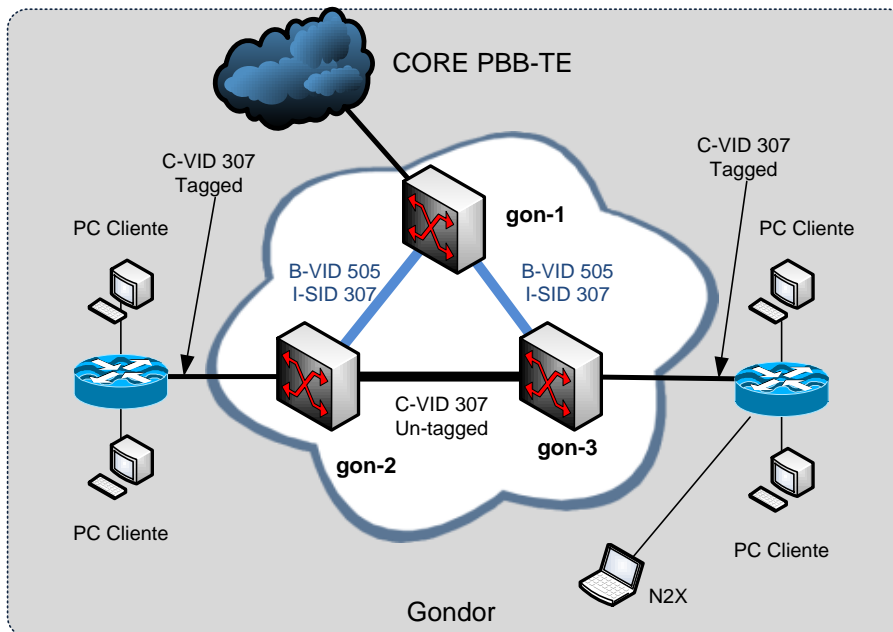 CORE PBB-TE
C-VID 307
Tagged
C-VID 307
Tagged
gon-1
PC Cliente
PC Cliente
B-VID 505
I-SID 307
B-VID 505
I-SID 307
C-VID 307
Un-tagged
gon-2
gon-3
PC Cliente
PC Cliente
N2X
Gondor